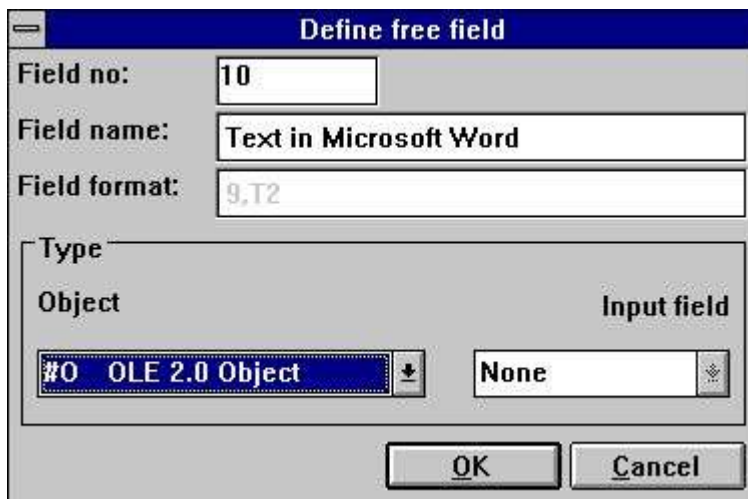 Define free field
Field no: 10
Field name: Text in Microsoft Word
Field format: 9,T2
Type
Object Input field
#O OLE 2.0 Object None
OK Cancel